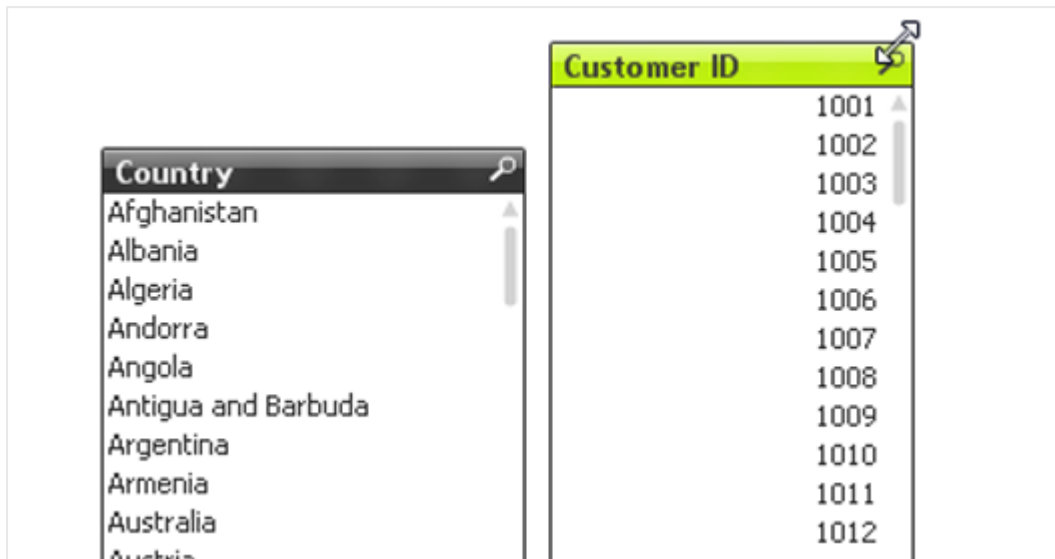 Customer ID
1001
1002
1003
1004
1005
1006
1007
1008
1009
1010
1011
1012
Country
Afghanistan
Albania
Algeria
Andorra
Angola
Antigua and Barbuda
Argentina
Armenia
Australia
Austria